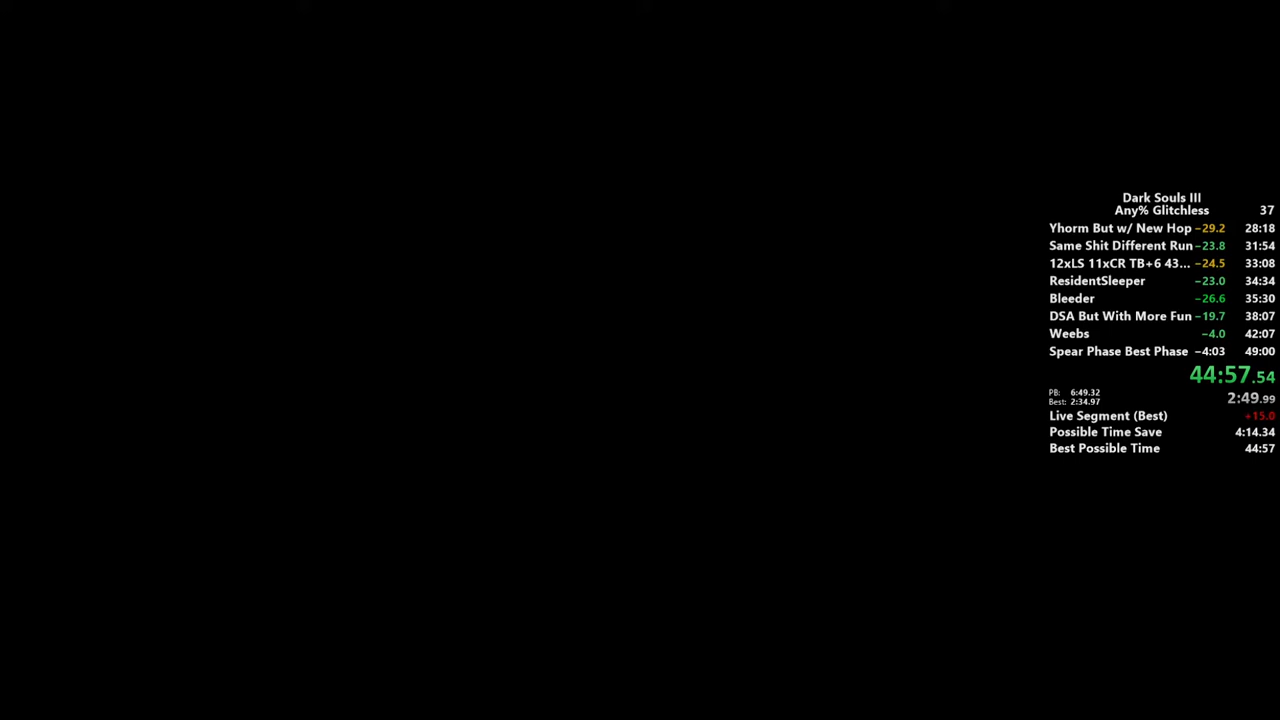 Dark Souls III
Any% Glitchless 37
Yhorm But w/ New Hop −29.2 28:18
Same Shit Different Run −23.8 31:54
12xLS 11xCR TB+6 43... −24.5 33:08
ResidentSleeper −23.0 34:34
Bleeder −26.6 35:30
DSA But With More Fun −19.7 38:07
Weebs −4.0 42:07
Spear Phase Best Phase −4:03 49:00
44:57.54
PB: 6:49.32
Best: 2:34.97 2:49.99
Live Segment (Best) +15.0
Possible Time Save 4:14.34
Best Possible Time 44:57